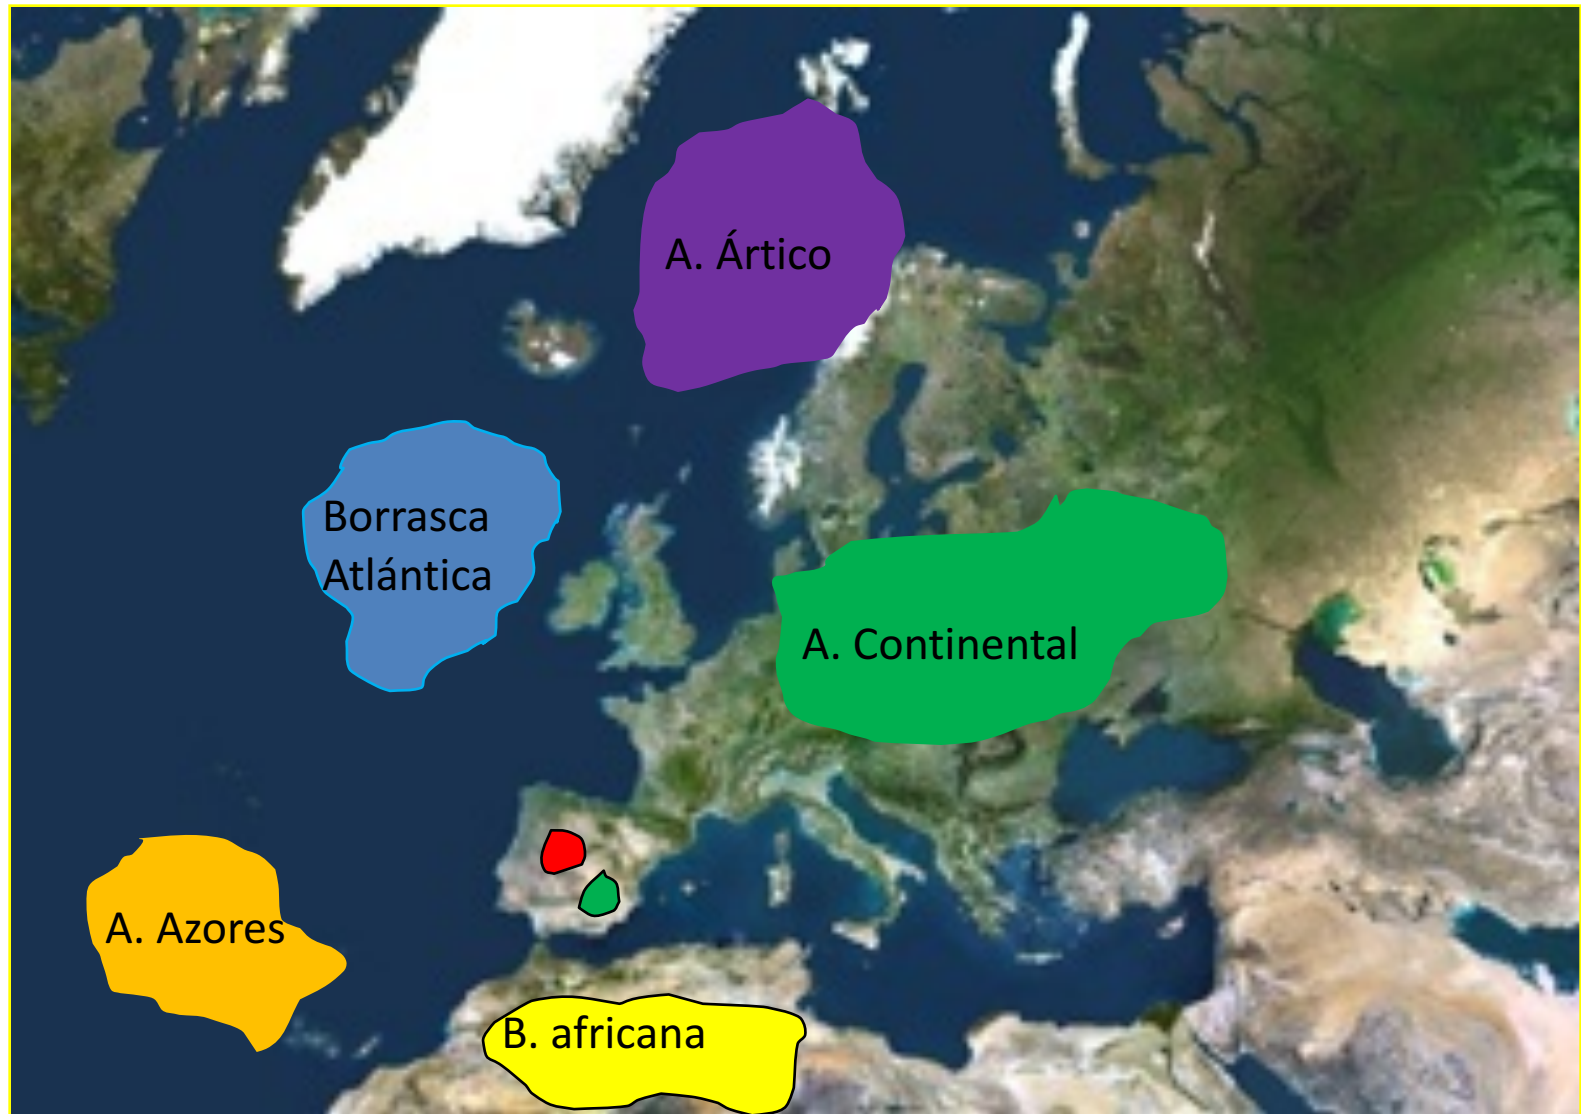 A. Ártico
Borrasca
Atlántica
A. Continental
A. Azores
B. africana